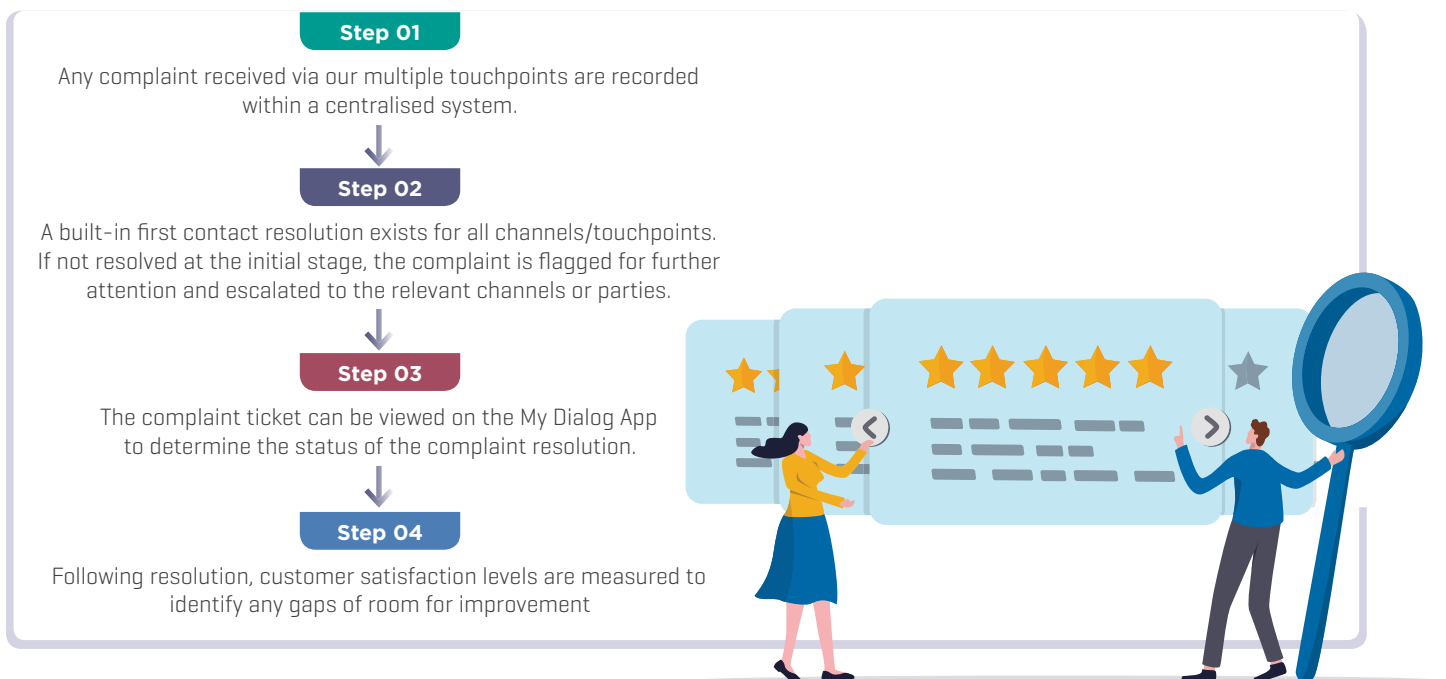 Step 01
Any complaint received via our multiple touchpoints are recorded
within a centralised system.
Step 02
A built-in first contact resolution exists for all channels/touchpoints.
If not resolved at the initial stage, the complaint is flagged for further
attention and escalated to the relevant channels or parties.
Step 03
The complaint ticket can be viewed on the My Dialog App
to determine the status of the complaint resolution.
Step 04
Following resolution, customer satisfaction levels are measured to
identify any gaps of room for improvement